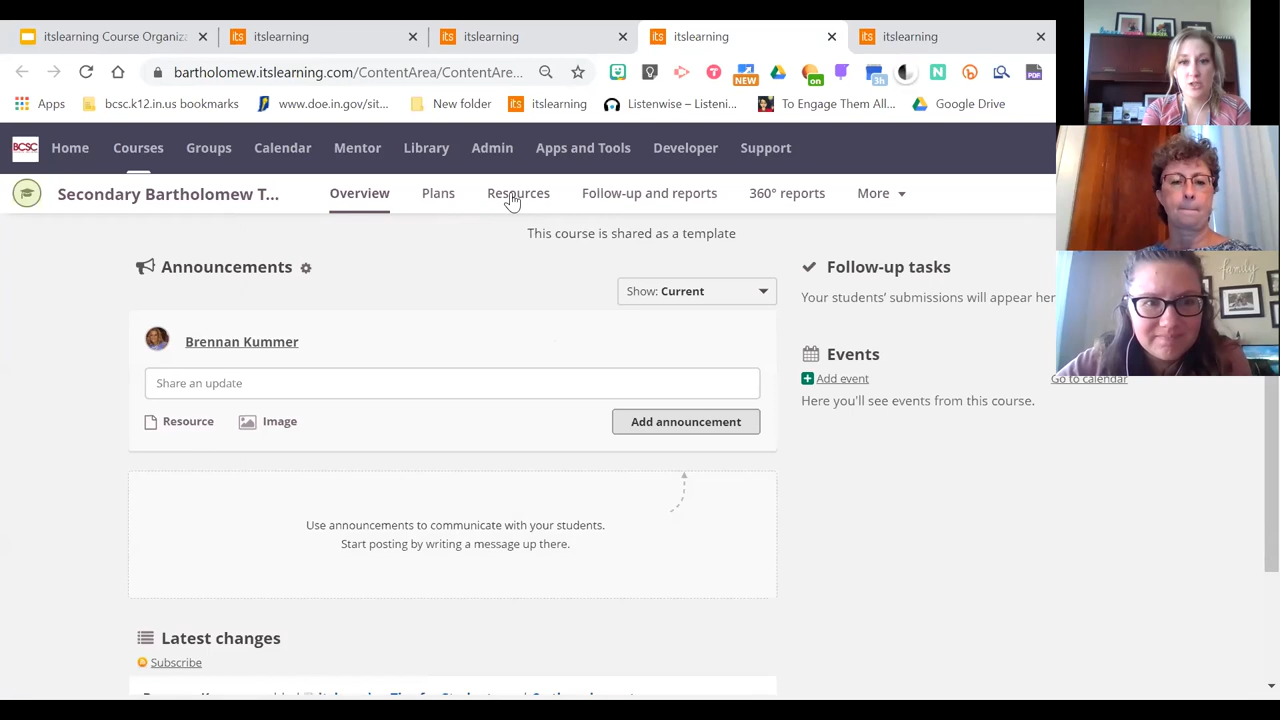 itslearning Course Organiz
itslearning
itslearning
itslearning
itslearning
bartholomew.itslearning.com/ContentArea/ContentArea...
NEW
on
3h
PDF
Apps
bcsc.k12.in.us bookmarks
www.doe.in.gov/sit...
New folder
itslearning
Listenwise – Listeni...
To Engage Them All...
Google Drive
BCSC
Home
Courses
Groups
Calendar
Mentor
Library
Admin
Apps and Tools
Developer
Support
Secondary Bartholomew T...
Overview
Plans
Resources
Follow-up and reports
360° reports
More
This course is shared as a template
Announcements
Show: Current
Brennan Kummer
Share an update
Resource
Image
Add announcement
Use announcements to communicate with your students.
Start posting by writing a message up there.
Latest changes
Subscribe
Follow-up tasks
Your students' submissions will appear her
Events
Add event
Go to calendar
Here you'll see events from this course.
family